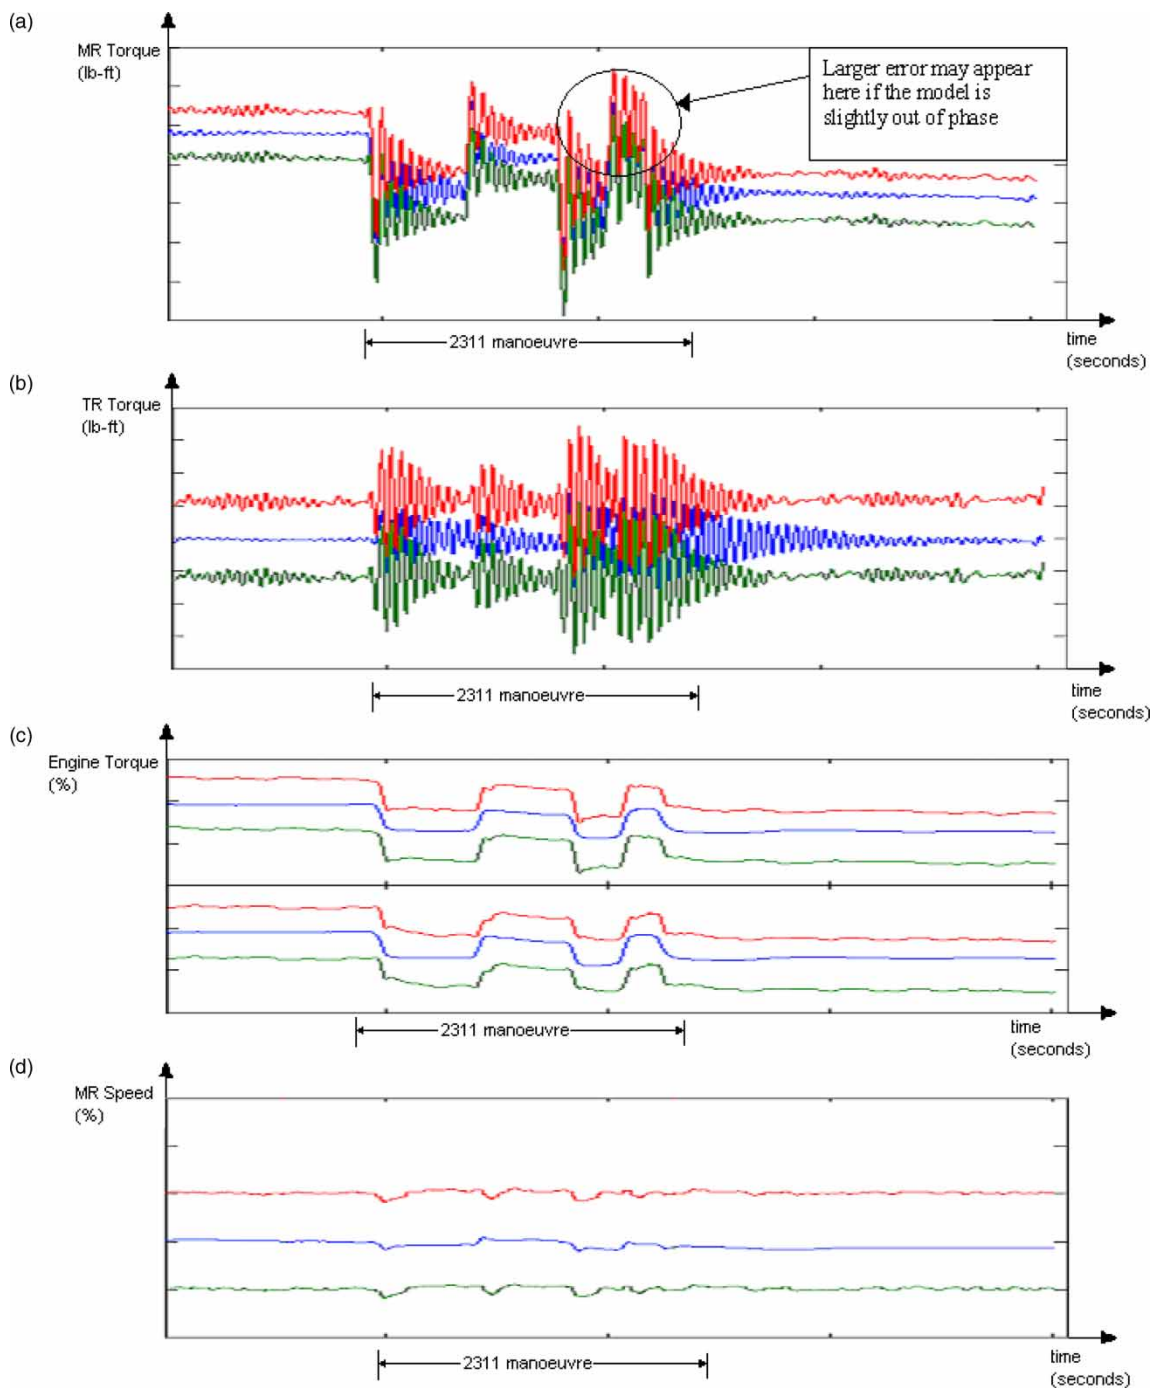 (a)
MR Torque
(lb-ft)
Larger error may appear
here if the model is
slightly out of phase
2311 manoeuvre
time
(seconds)
(b)
TR Torque
(lb-ft)
2311 manoeuvre
time
(seconds)
(c)
Engine Torque
(%)
2311 manoeuvre
time
(seconds)
(d)
MR Speed
(%)
2311 manoeuvre
time
(seconds)